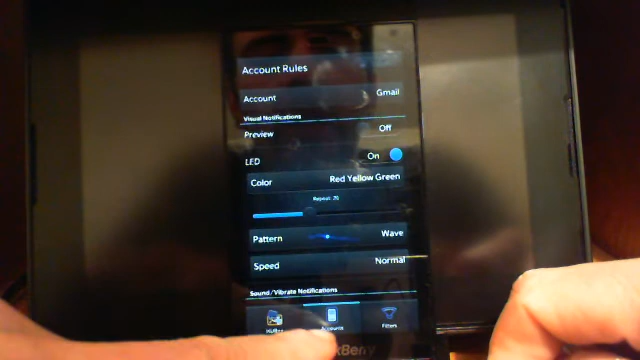 Account Rules
Account Gmail
Visual Notifications
Preview Off
LED On
Color Red Yellow Green
Pattern Wave
Speed Normal
Sound/Vibrate Notifications
Accounts Filters